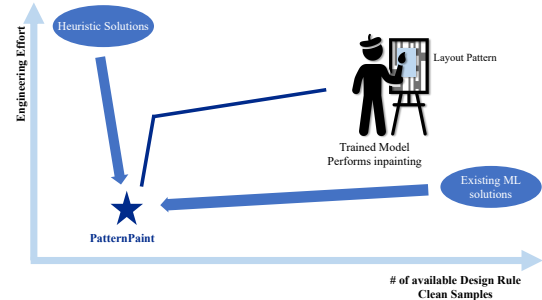 Heuristic Solutions
Engineering Effort
Layout Pattern
Trained Model
Performs inpainting
Existing ML
solutions
PatternPaint
# of available Design Rule
Clean Samples